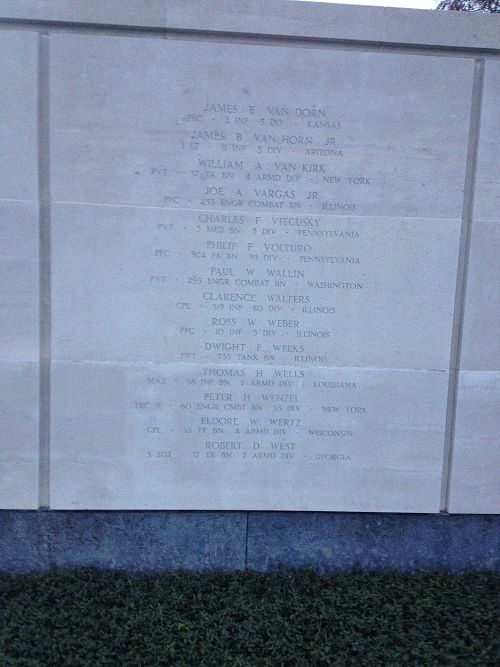 JAMES E VAN DORN
PFC · 2 INF 5 DIV · KANSAS
JAMES B VAN HORN JR
1 LT · 11 INF 5 DIV · ARIZONA
WILLIAM A VAN KIRK
PVT · 37 TK BN 4 ARMD DIV · NEW YORK
JOE A VARGAS JR
PFC · 255 ENGR COMBAT BN · ILLINOIS
CHARLES F VITCUSKY
PVT · 5 MED BN 5 DIV · PENNSYLVANIA
PHILIP F VOLTURO
PFC · 924 FA BN 99 DIV · PENNSYLVANIA
PAUL W WALLIN
PVT · 295 ENGR COMBAT BN · WASHINGTON
CLARENCE WALTERS
CPL · 319 INF 80 DIV · ILLINOIS
ROSS W WEBER
PFC · 10 INF 5 DIV · ILLINOIS
DWIGHT E WEEKS
PVT · 735 TANK BN · ILLINOIS
THOMAS H WELLS
MAJ · 38 INF BN 7 ARMD DIV · LOUISIANA
PETER H WENZEL
TEC 5 · 60 ENGR CMBT BN 35 DIV · NEW YORK
ELDORE W WERTZ
CPL · 35 TK BN 4 ARMD DIV · WISCONSIN
ROBERT D WEST
S SGT · 17 TK BN 7 ARMD DIV · GEORGIA